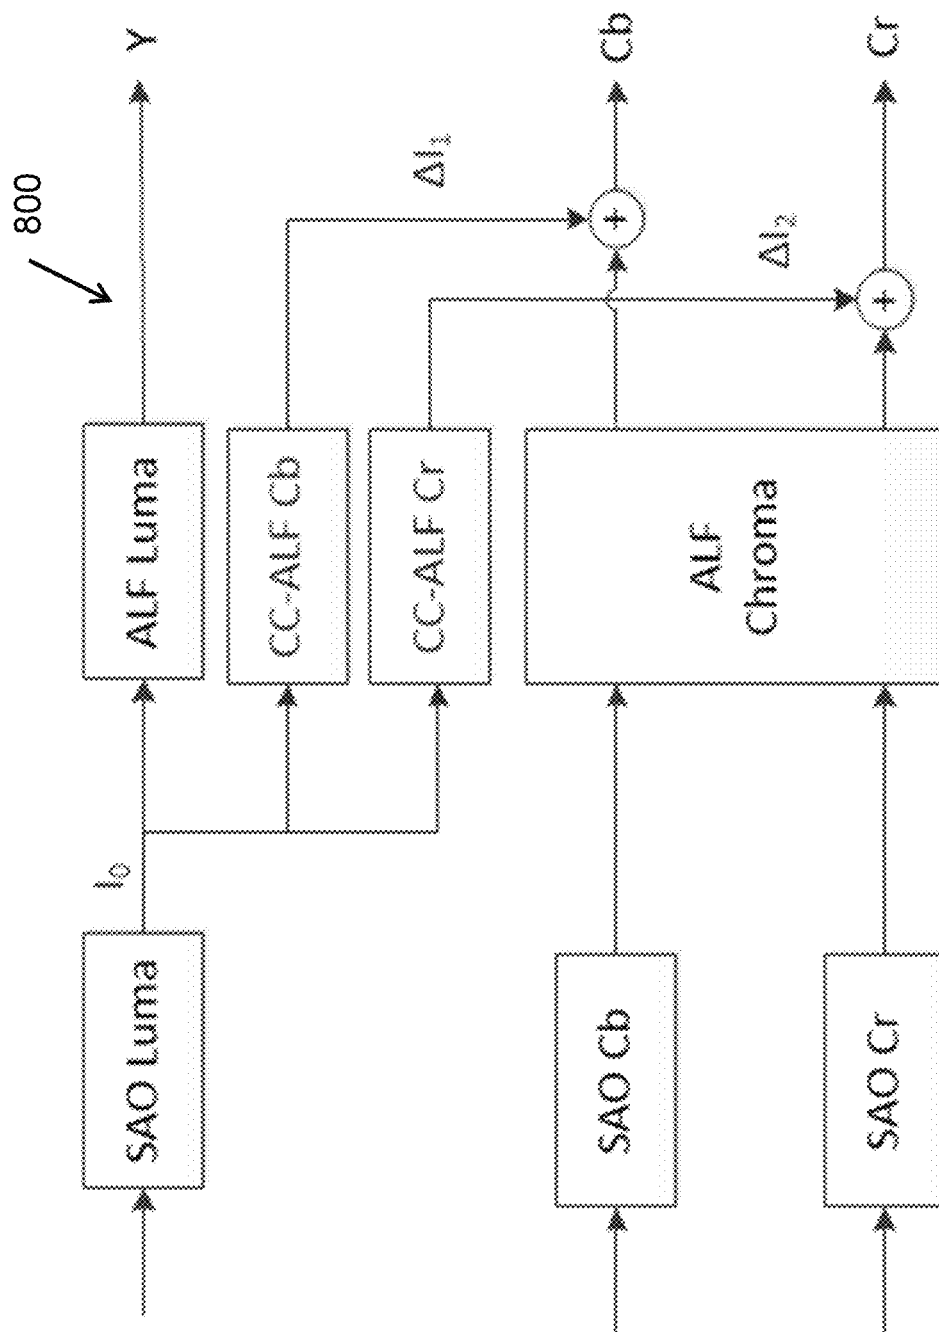 800
SAO Luma
I₀
ALF Luma
Y
CC-ALF Cb
ΔI₁
CC-ALF Cr
SAO Cb
ALF
Chroma
+
Cb
ΔI₂
SAO Cr
+
Cr